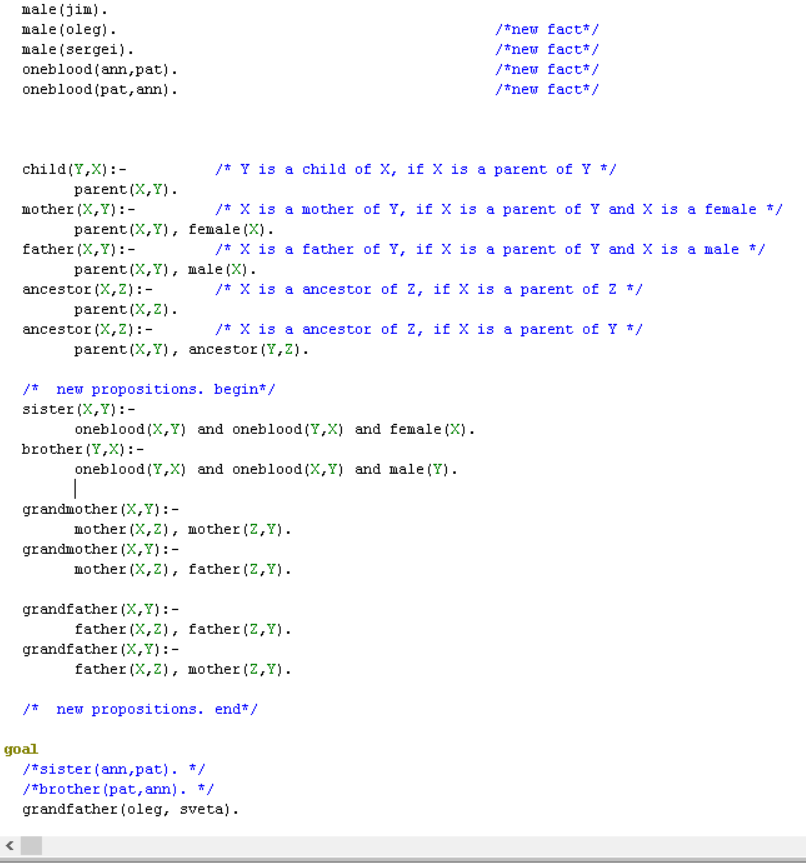 male(jim).
male(oleg). /*new fact*/
male(sergei). /*new fact*/
oneblood(ann,pat). /*new fact*/
oneblood(pat,ann). /*new fact*/
child(Y,X):- /* Y is a child of X, if X is a parent of Y */
parent(X,Y).
mother(X,Y):- /* X is a mother of Y, if X is a parent of Y and X is a female */
parent(X,Y), female(X).
father(X,Y):- /* X is a father of Y, if X is a parent of Y and X is a male */
parent(X,Y), male(X).
ancestor(X,Z):- /* X is a ancestor of Z, if X is a parent of Z */
parent(X,Z).
ancestor(X,Z):- /* X is a ancestor of Z, if X is a parent of Y */
parent(X,Y), ancestor(Y,Z).
/* new propositions. begin*/
sister(X,Y):-
oneblood(X,Y) and oneblood(Y,X) and female(X).
brother(Y,X):-
oneblood(Y,X) and oneblood(X,Y) and male(Y).
grandmother(X,Y):-
mother(X,Z), mother(Z,Y).
grandmother(X,Y):-
mother(X,Z), father(Z,Y).
grandfather(X,Y):-
father(X,Z), father(Z,Y).
grandfather(X,Y):-
father(X,Z), mother(Z,Y).
/* new propositions. end*/
goal
/*sister(ann,pat). */
/*brother(pat,ann). */
grandfather(oleg, sveta).